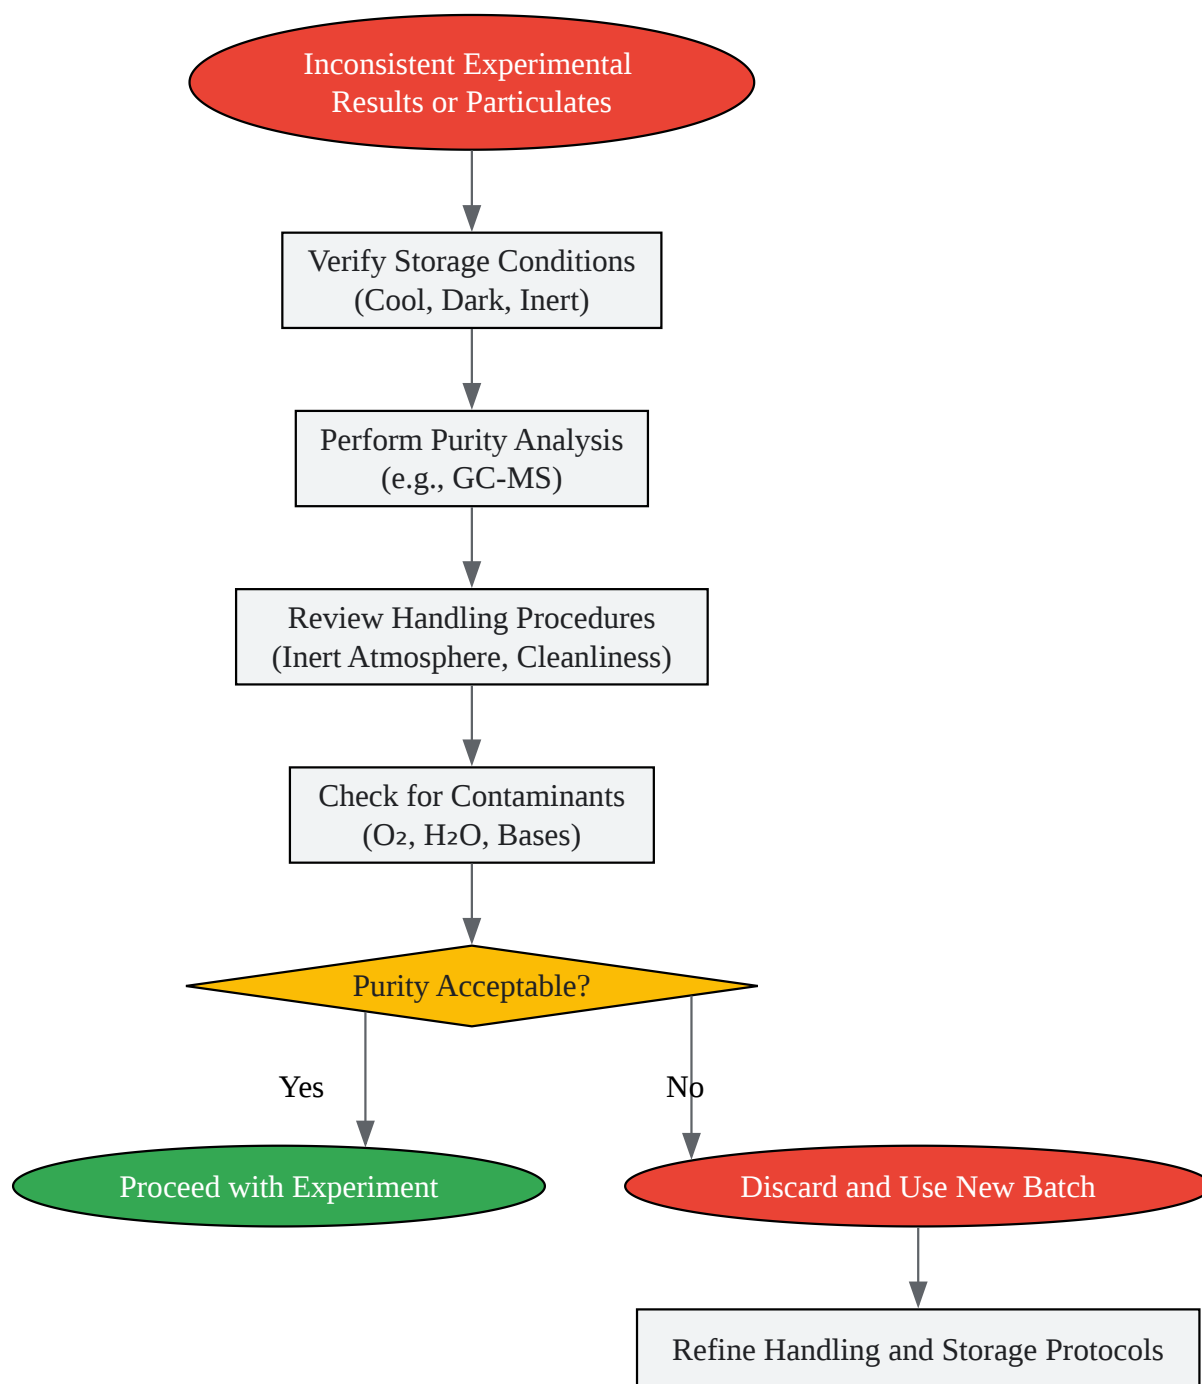 Inconsistent Experimental
Results or Particulates
Verify Storage Conditions
(Cool, Dark, Inert)
Perform Purity Analysis
(e.g., GC-MS)
Review Handling Procedures
(Inert Atmosphere, Cleanliness)
Check for Contaminants
(O₂, H₂O, Bases)
Purity Acceptable?
Yes
No
Proceed with Experiment
Discard and Use New Batch
Refine Handling and Storage Protocols